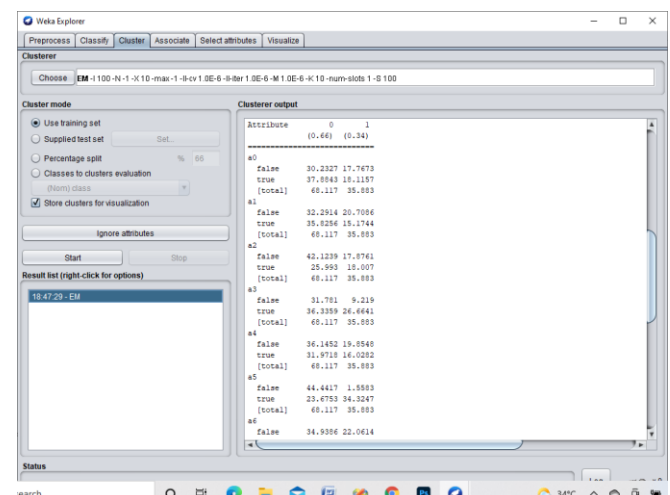 Weka Explorer
Preprocess Classify Cluster Associate Select attributes Visualize
Clusterer
Choose EM -I 100 -N -1 -X 10 -max -1 -ll-cv 1.0E-6 -ll-iter 1.0E-6 -M 1.0E-6 -K 10 -num-slots 1 -S 100
Cluster mode
Use training set
Supplied test set Set...
Percentage split % 66
Classes to clusters evaluation
(Nom) class
Store clusters for visualization
Ignore attributes
Start Stop
Result list (right-click for options)
18:47:29 - EM
Clusterer output
Attribute 0 1
(0.66) (0.34)
==============================
a0
false 30.2327 17.7673
true 37.8843 18.1157
[total] 68.117 35.883
a1
false 32.2914 20.7086
true 35.8256 15.1744
[total] 68.117 35.883
a2
false 42.1239 17.8761
true 25.993 18.007
[total] 68.117 35.883
a3
false 31.781 9.219
true 36.3359 26.6641
[total] 68.117 35.883
a4
false 36.1452 19.8548
true 31.9718 16.0282
[total] 68.117 35.883
a5
false 44.4417 1.5583
true 23.6753 34.3247
[total] 68.117 35.883
a6
false 34.9386 22.0614
Status
earch
34°C